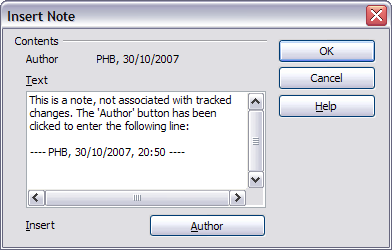 Insert Note
Contents
OK
Author PHB, 30/10/2007
Cancel
Text
Help
This is a note, not associated with tracked
changes. The 'Author' button has been
clicked to enter the following line:
---- PHB, 30/10/2007, 20:50 ----
Insert Author